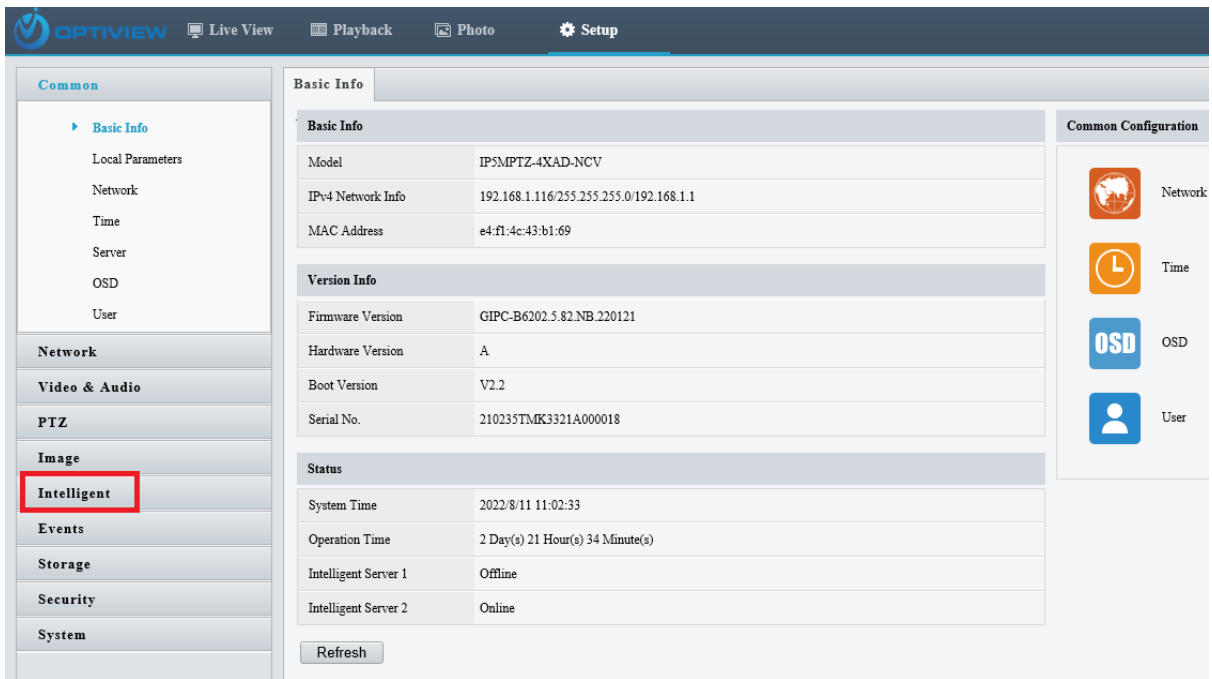 OPTIVIEW Live View Playback Photo Setup
Common
Basic Info
Local Parameters
Network
Time
Server
OSD
User
Network
Video & Audio
PTZ
Image
Intelligent
Events
Storage
Security
System
Basic Info
Basic Info
Model IP5MPTZ-4XAD-NCV
IPv4 Network Info 192.168.1.116/255.255.255.0/192.168.1.1
MAC Address e4:f1:4c:43:b1:69
Version Info
Firmware Version GIPC-B6202.5.82.NB.220121
Hardware Version A
Boot Version V2.2
Serial No. 210235TMK3321A000018
Status
System Time 2022/8/11 11:02:33
Operation Time 2 Day(s) 21 Hour(s) 34 Minute(s)
Intelligent Server 1 Offline
Intelligent Server 2 Online
Refresh
Common Configuration
Network
Time
OSD OSD
User